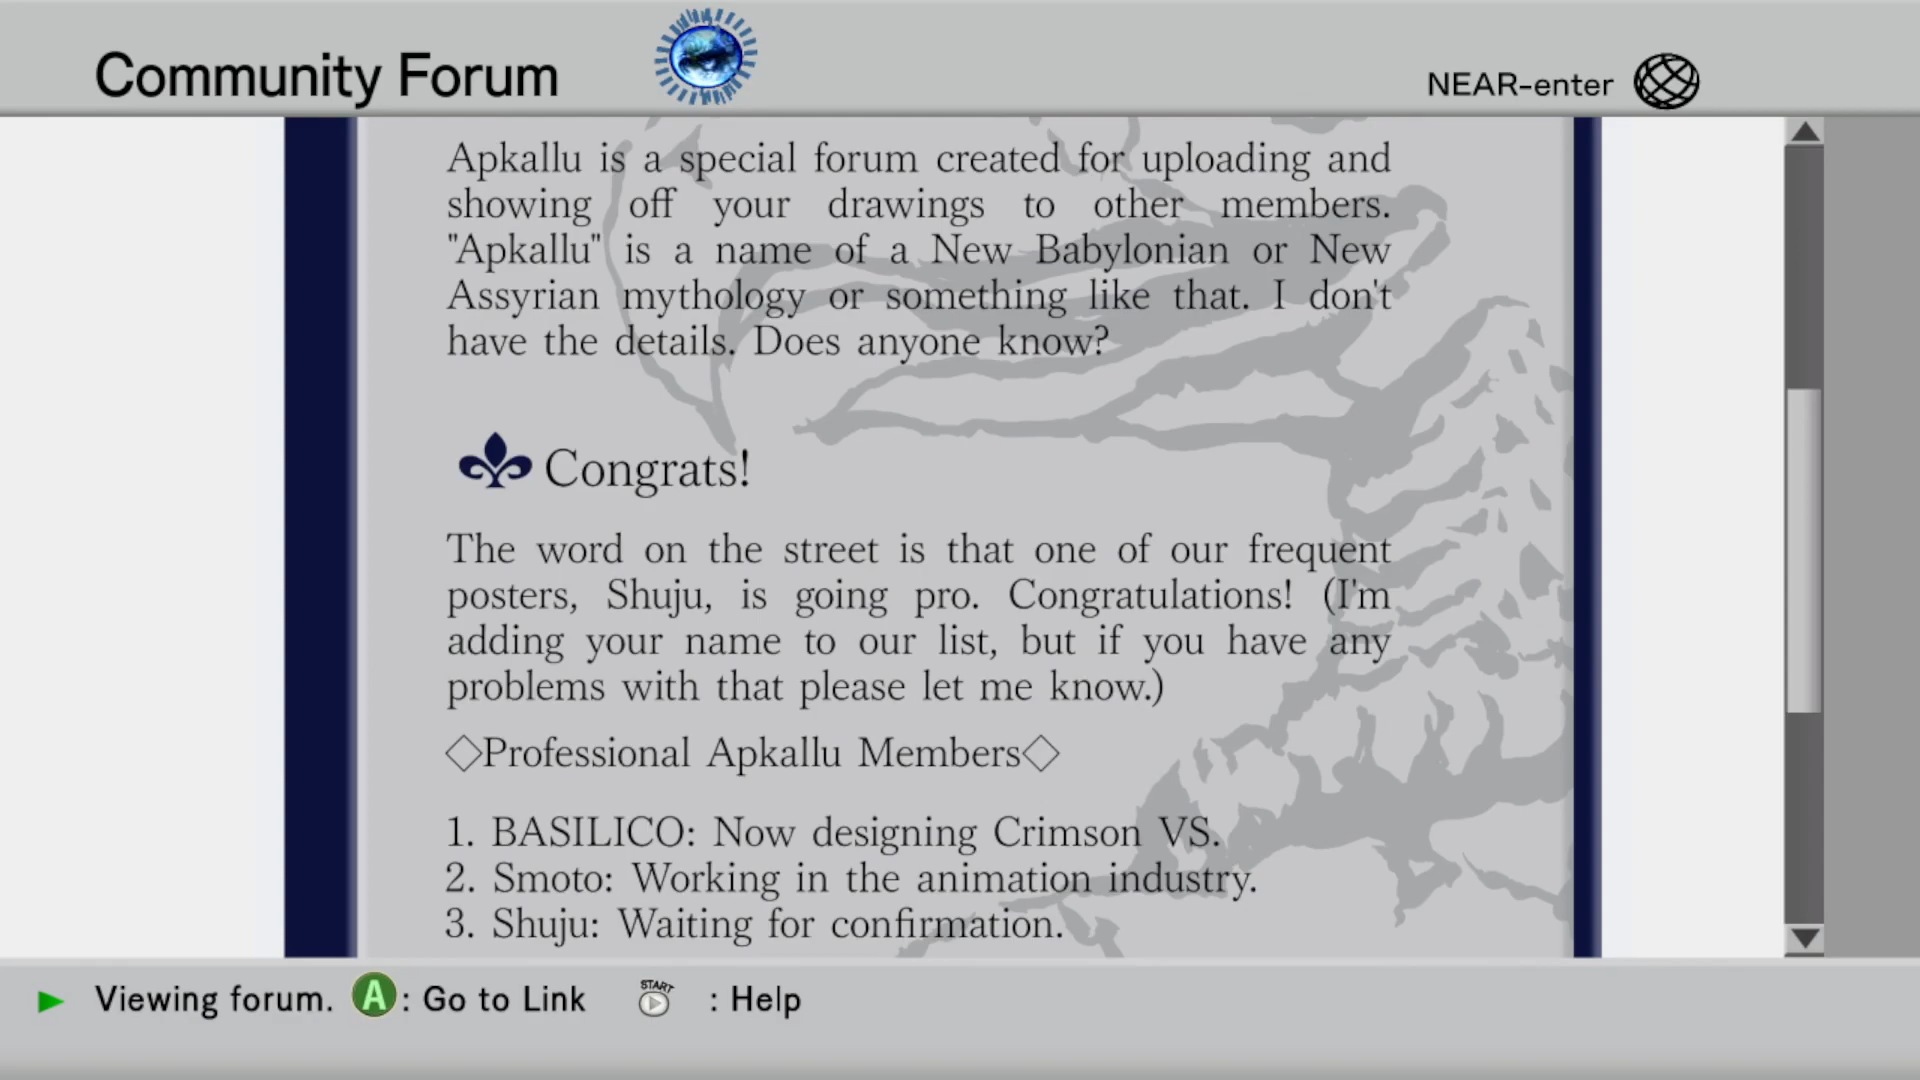 Community Forum
NEAR-enter
Apkallu is a special forum created for uploading and
showing off your drawings to other members.
"Apkallu" is a name of a New Babylonian or New
Assyrian mythology or something like that. I don't
have the details. Does anyone know?
Congrats!
The word on the street is that one of our frequent
posters, Shuju, is going pro. Congratulations! (I'm
adding your name to our list, but if you have any
problems with that please let me know.)
◇Professional Apkallu Members◇
1. BASILICO: Now designing Crimson VS.
2. Smoto: Working in the animation industry.
3. Shuju: Waiting for confirmation.
Viewing forum. A : Go to Link START : Help